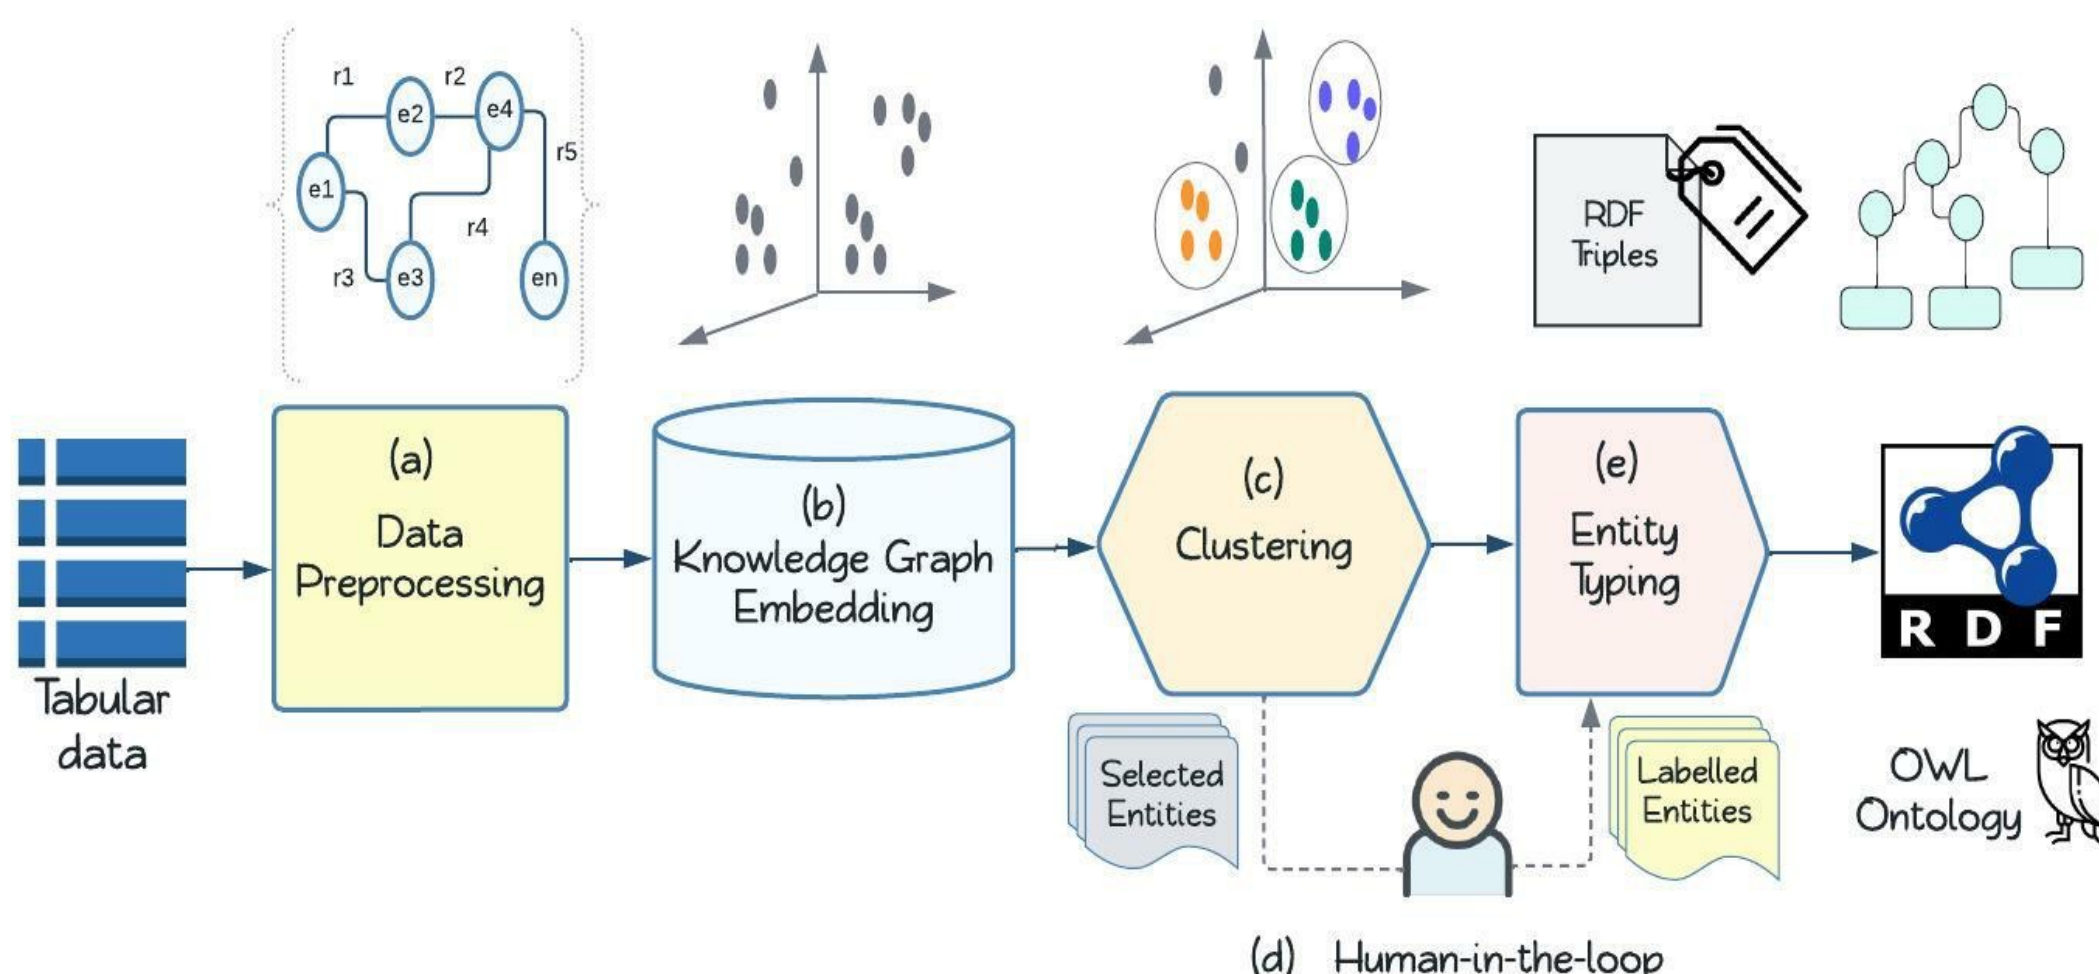 r1
r2
e2
e4
r5
e1
r4
r3
e3
en
RDF
Triples
Tabular
data
(a)
Data
Preprocessing
(b)
Knowledge Graph
Embedding
(c)
Clustering
(e)
Entity
Typing
R D F
Selected
Entities
Labelled
Entities
OWL
Ontology
(d) Human-in-the-loop